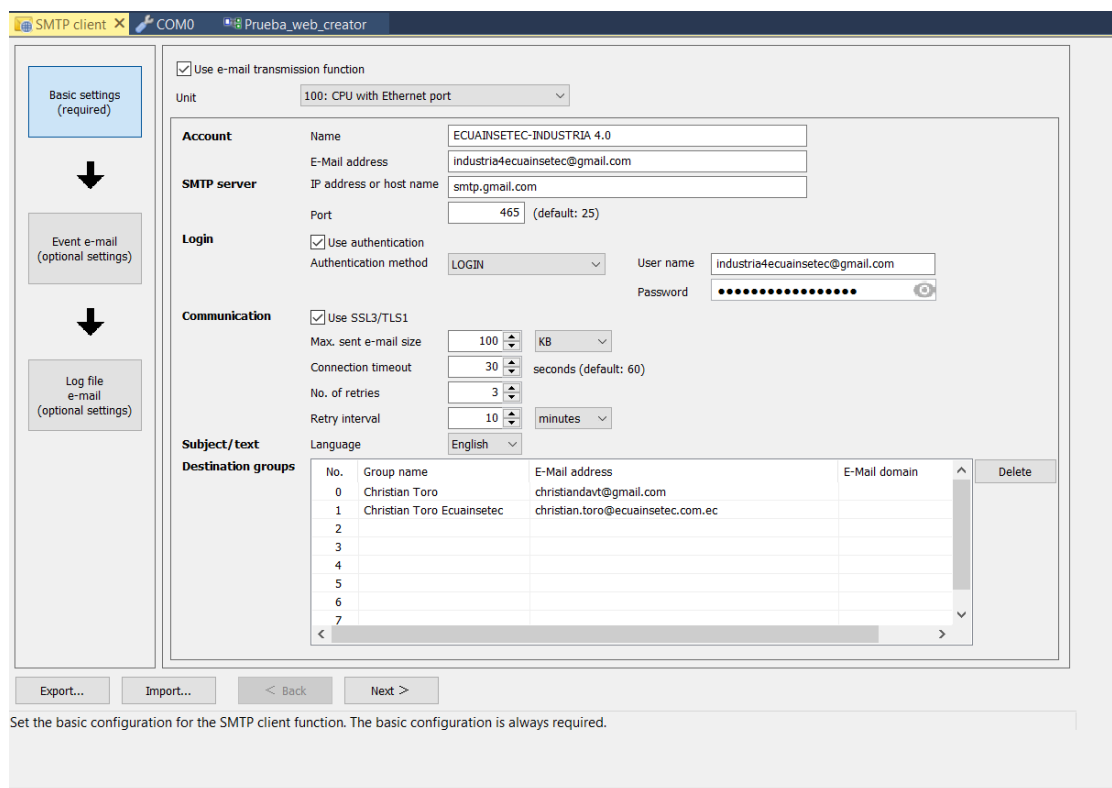 SMTP client COM0 Prueba_web_creator
Use e-mail transmission function
Unit 100: CPU with Ethernet port
Basic settings
(required)
Event e-mail
(optional settings)
Log file
e-mail
(optional settings)
Account Name ECUAINSETEC-INDUSTRIA 4.0
E-Mail address industria4ecuainsetec@gmail.com
SMTP server IP address or host name smtp.gmail.com
Port 465 (default: 25)
Login Use authentication
Authentication method LOGIN User name industria4ecuainsetec@gmail.com
Password
Communication Use SSL3/TLS1
Max. sent e-mail size 100 KB
Connection timeout 30 seconds (default: 60)
No. of retries 3
Retry interval 10 minutes
Subject/text Language English
Destination groups No. Group name E-Mail address E-Mail domain Delete
0 Christian Toro christiandavt@gmail.com
1 Christian Toro Ecuainsetec christian.toro@ecuainsetec.com.ec
2
3
4
5
6
7
Export... Import... < Back Next >
Set the basic configuration for the SMTP client function. The basic configuration is always required.